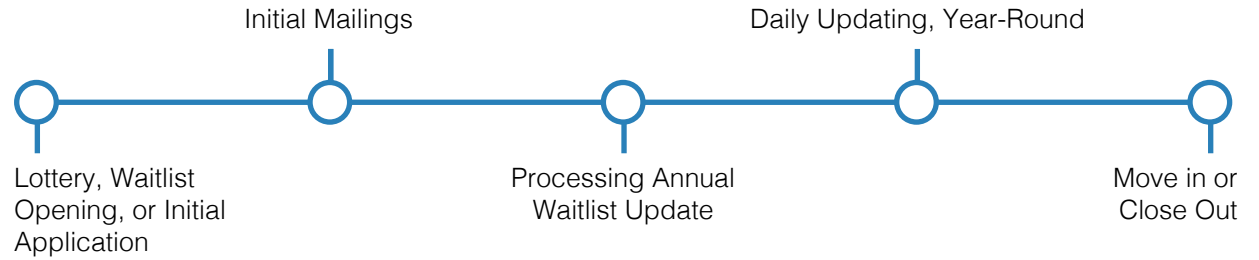 Initial Mailings
Daily Updating, Year-Round
Lottery, Waitlist
Opening, or Initial
Application
Processing Annual
Waitlist Update
Move in or
Close Out